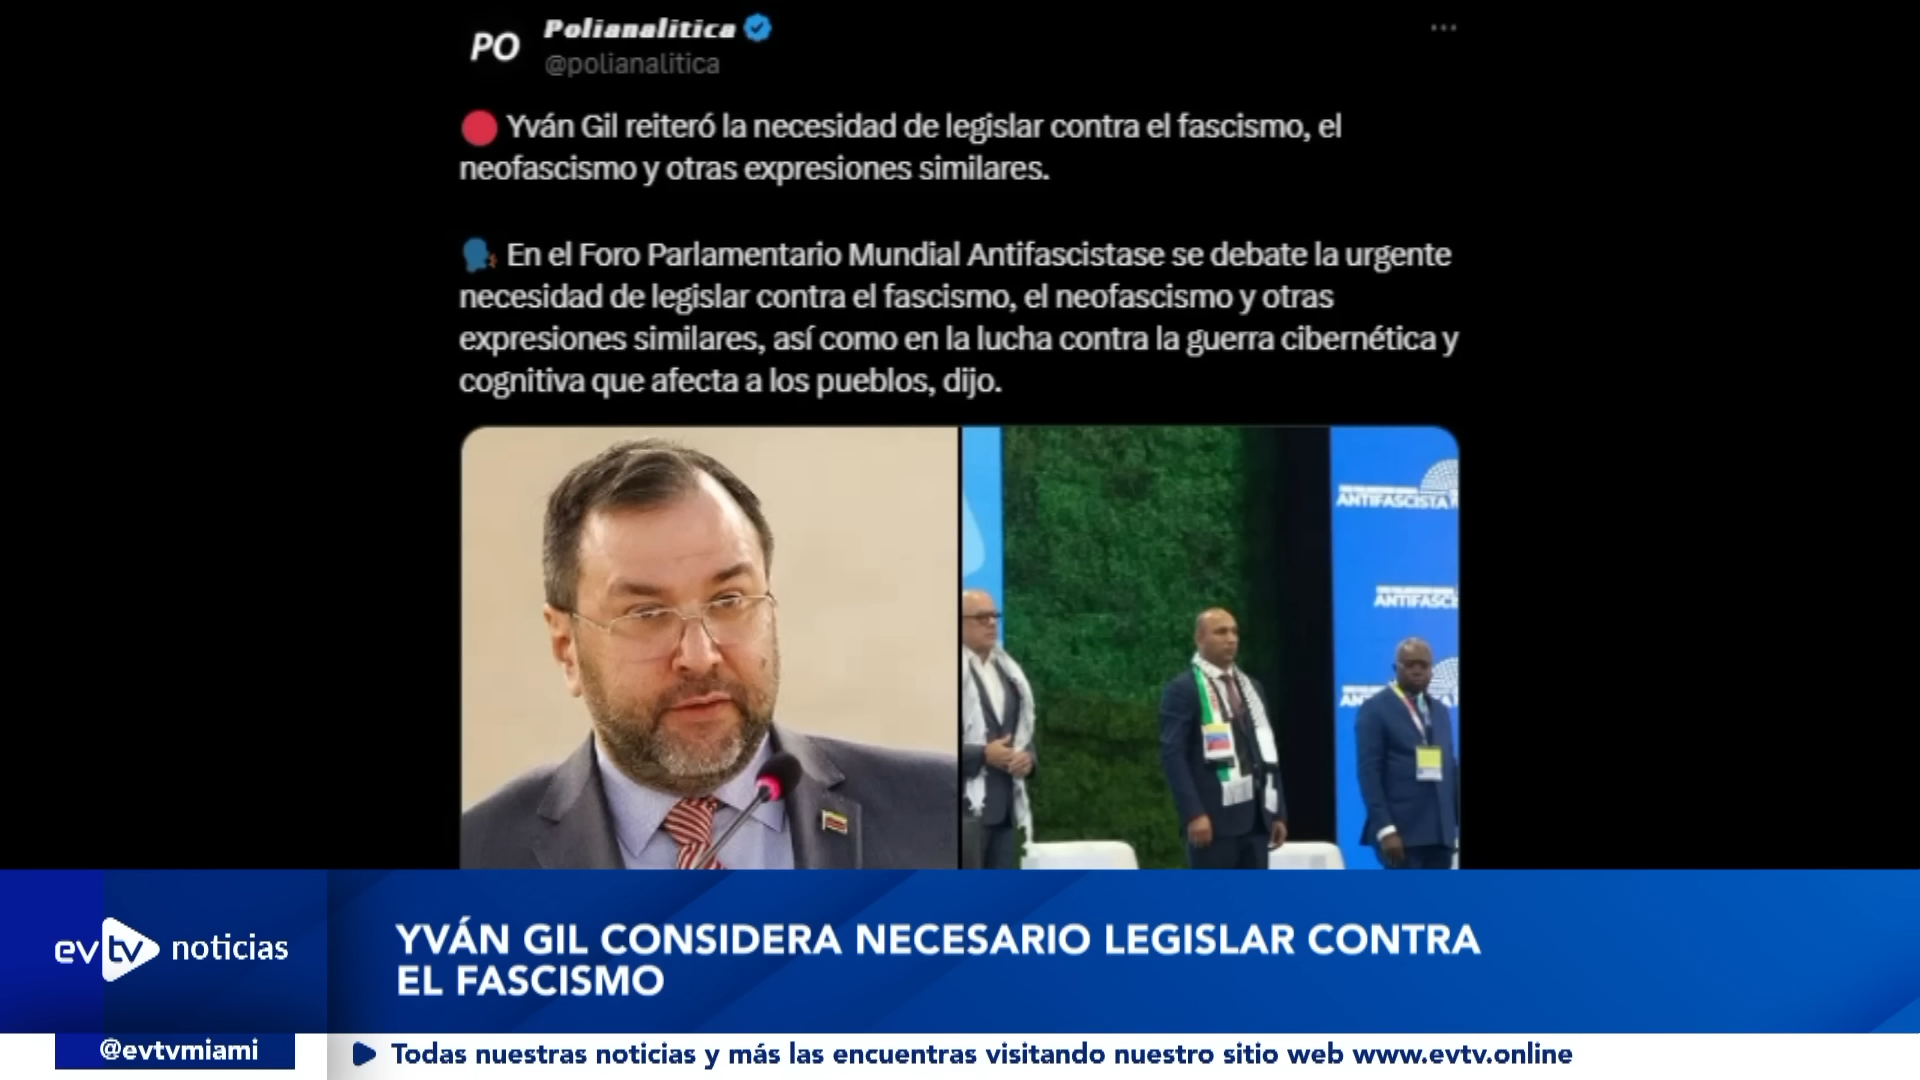 PO
Polianalitica
@polianalitica
Yván Gil reiteró la necesidad de legislar contra el fascismo, el
neofascismo y otras expresiones similares.
En el Foro Parlamentario Mundial Antifascistase se debate la urgente
necesidad de legislar contra el fascismo, el neofascismo y otras
expresiones similares, así como en la lucha contra la guerra cibernética y
cognitiva que afecta a los pueblos, dijo.
ANTIFASCISTA
ANTIFASCI
YVÁN GIL CONSIDERA NECESARIO LEGISLAR CONTRA
EL FASCISMO
evtv noticias
@evtvmiami
Todas nuestras noticias y más las encuentras visitando nuestro sitio web www.evtv.online